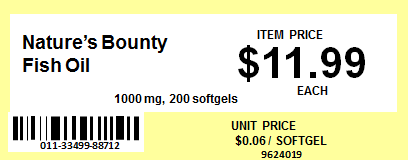 Nature's Bounty
Fish Oil
1000 mg, 200 softgels
ITEM PRICE
$11.99
EACH
011-33499-88712
UNIT PRICE
$0.06 / SOFTGEL
9624019